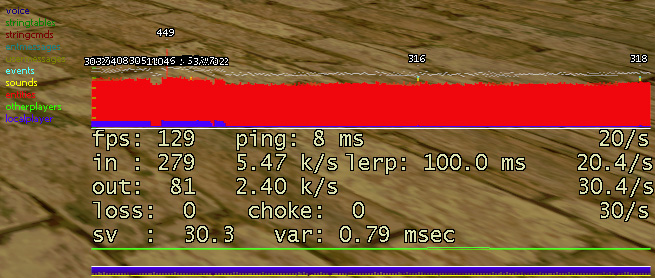 voice
stringtables
stringcmds
events
sounds
otherplayers
localplayer
449
316
318
fps: 129 ping: 8 ms 20/s
in : 279 5.47 k/s lerp: 100.0 ms 20.4/s
out: 81 2.40 k/s 30.4/s
loss: 0 choke: 0 30/s
sv : 30.3 var: 0.79 msec